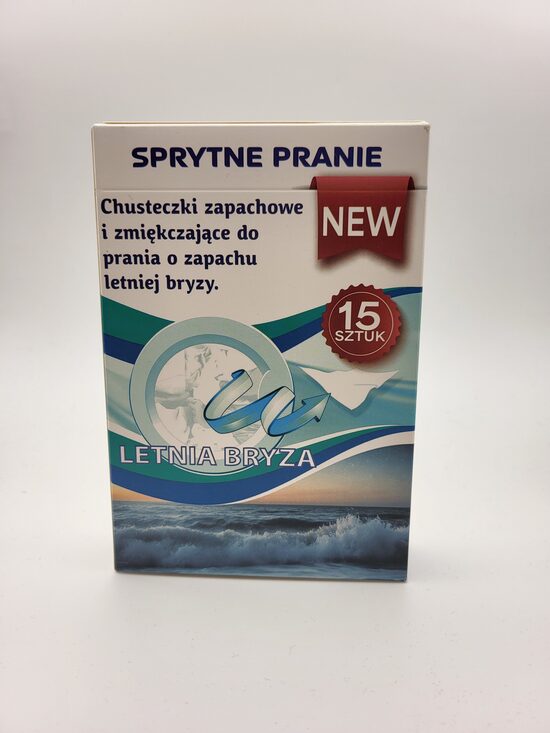 SPRYTNE PRANIE
Chusteczki zapachowe
i zmiękczające do
prania o zapachu
letniej bryzy.
NEW
15
SZTUK
LETNIA BRYZA